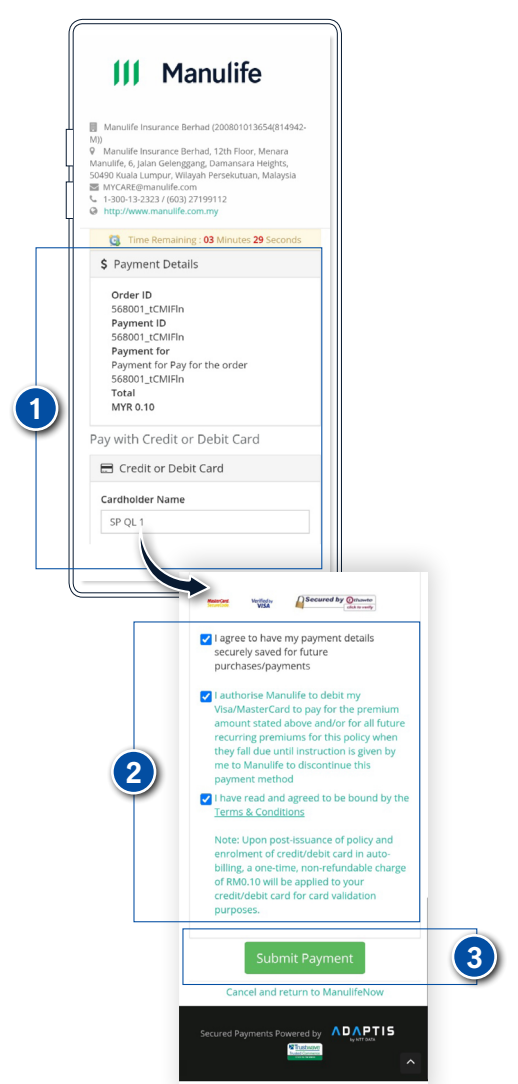 Manulife
Manulife Insurance Berhad (200801013654(814942-
M))
Manulife Insurance Berhad, 12th Floor, Menara
Manulife, 6, Jalan Gelenggang, Damansara Heights,
50490 Kuala Lumpur, Wilayah Persekutuan, Malaysia
MYCARE@manulife.com
1-300-13-2323 / (603) 27199112
http://www.manulife.com.my
Time Remaining : 03 Minutes 29 Seconds
$ Payment Details
Order ID
568001_tCMIFln
Payment ID
568001_tCMIFln
Payment for
Payment for Pay for the order
568001_tCMIFln
Total
MYR 0.10
1
Pay with Credit or Debit Card
Credit or Debit Card
Cardholder Name
SP QL 1
MasterCard
SecureCode
Verified by
VISA
Secured by thawte
click to verify
I agree to have my payment details
securely saved for future
purchases/payments
I authorise Manulife to debit my
Visa/MasterCard to pay for the premium
amount stated above and/or for all future
recurring premiums for this policy when
they fall due until instruction is given by
me to Manulife to discontinue this
payment method
2
I have read and agreed to be bound by the
Terms & Conditions
Note: Upon post-issuance of policy and
enrolment of credit/debit card in auto-
billing, a one-time, non-refundable charge
of RM0.10 will be applied to your
credit/debit card for card validation
purposes.
Submit Payment
3
Cancel and return to ManulifeNow
Secured Payments Powered by ADAPTIS
by NTT DATA
Trustwave